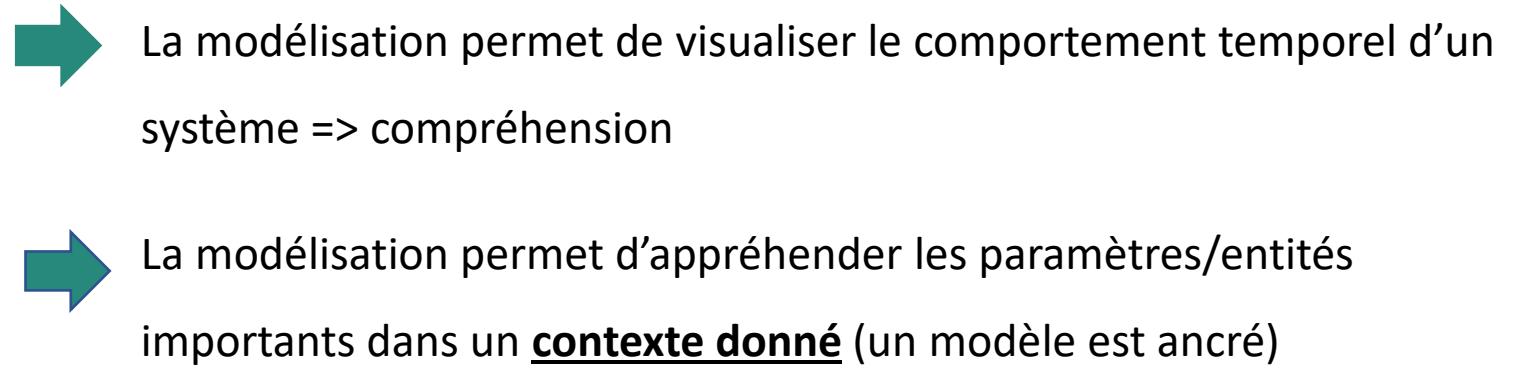 La modélisation permet de visualiser le comportement temporel d’un
système => compréhension
La modélisation permet d’appréhender les paramètres/entités
importants dans un contexte donné (un modèle est ancré)